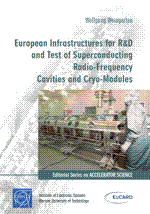 Wolfgang Weingarten
European Infrastructures for R&D
and Test of Superconducting
Radio-Frequency
Cavities and Cryo-Modules
Editorial Series on ACCELERATOR SCIENCE
Institute of Electronic Systems
Warsaw University of Technology
EuCARD